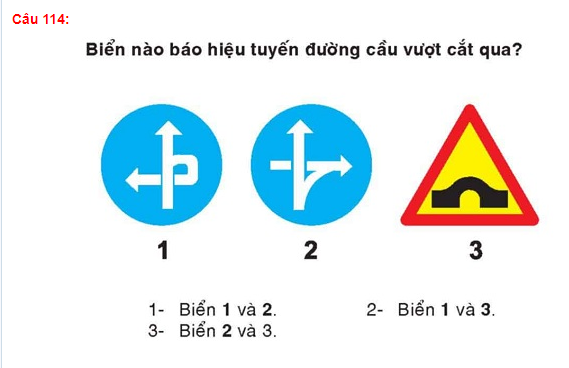 Câu 114:
Biển nào báo hiệu tuyến đường cầu vượt cắt qua?
1 2 3
1- Biển 1 và 2. 2- Biển 1 và 3.
3- Biển 2 và 3.